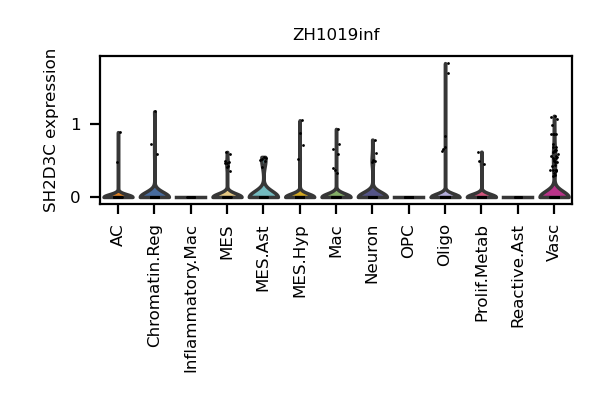 ZH1019inf
SH2D3C expression
1
0
AC
Chromatin.Reg
Inflammatory.Mac
MES
MES.Ast
MES.Hyp
Mac
Neuron
OPC
Oligo
Prolif.Metab
Reactive.Ast
Vasc